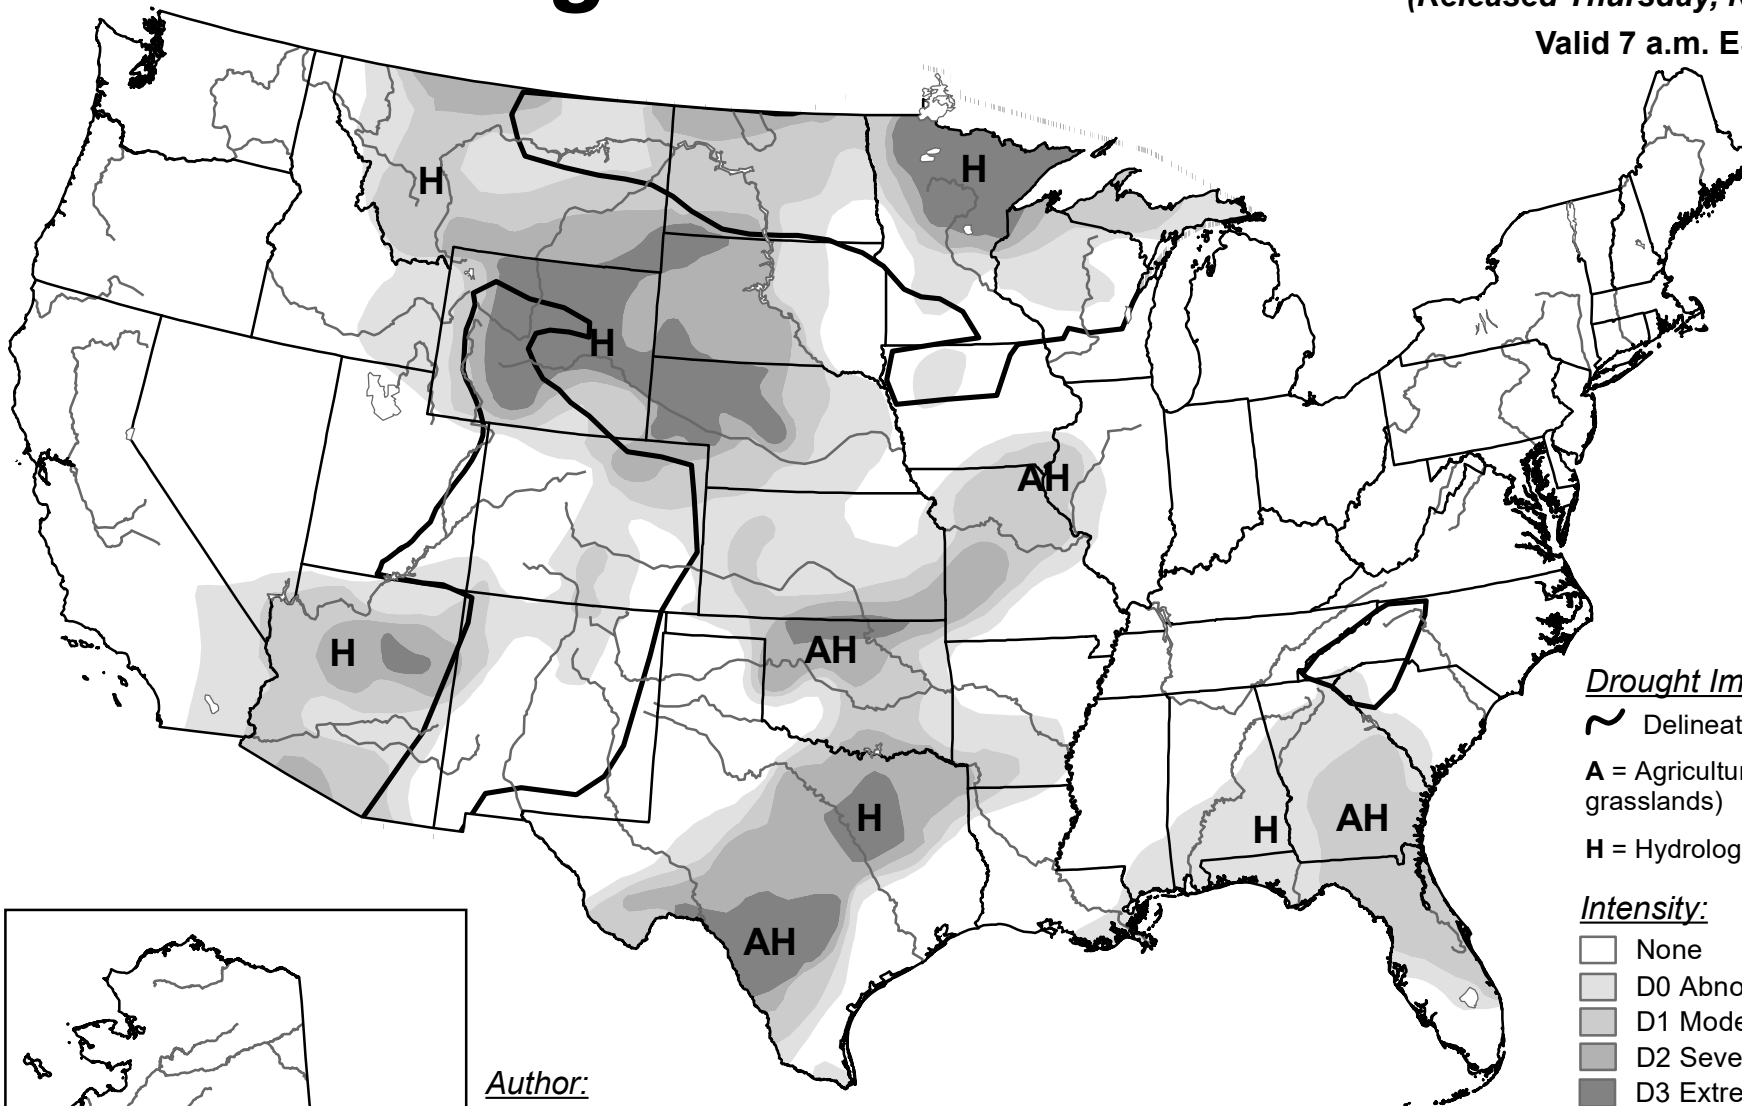 (Released Thursday,
Valid 7 a.m.
H
H
H
AH
H
AH
H
AH
H
AH
Drought
Delineat
A = Agricultur
grasslands)
H = Hydrolog
Intensity:
None
D0 Abno
D1 Mode
D2 Seve
D3 Extre
Author: